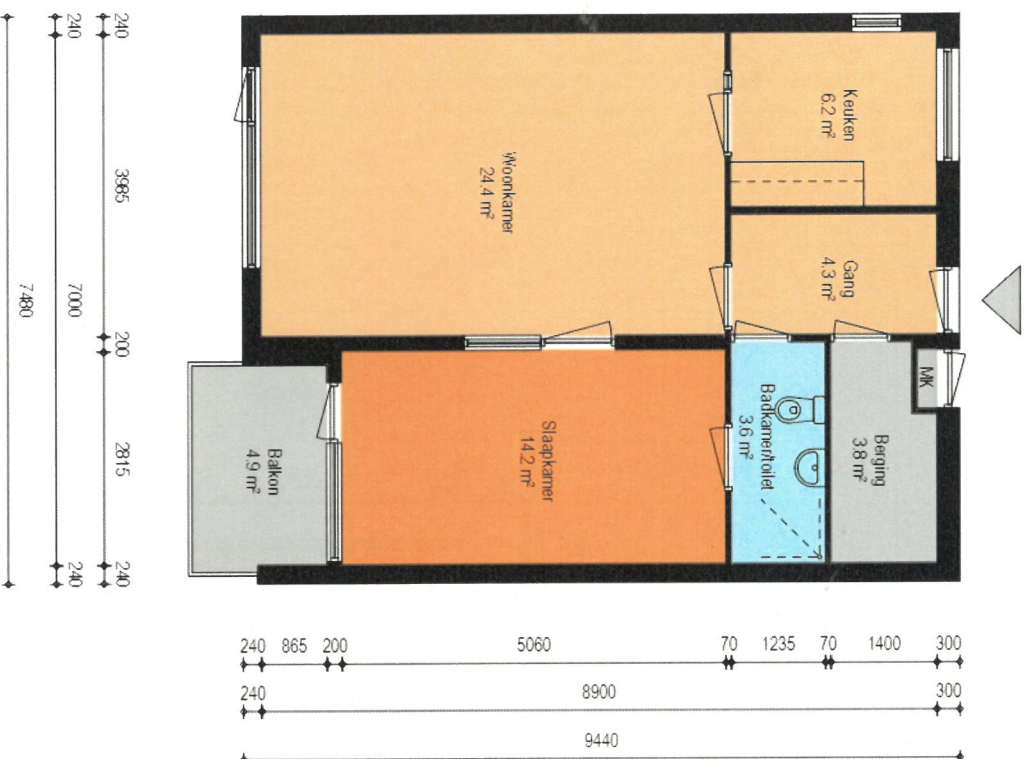 Keuken
6.2 m²
Woonkamer
24.4 m²
Gang
4.3 m²
MK
Badkamer/toilet
3.6 m²
Berging
3.8 m²
Slaapkamer
14.2 m²
Balkon
4.9 m²
240
3985
200
2815
240
240
7000
240
7480
240 865 200 5060 70 1235 70 1400 300
240 8900 300
9440